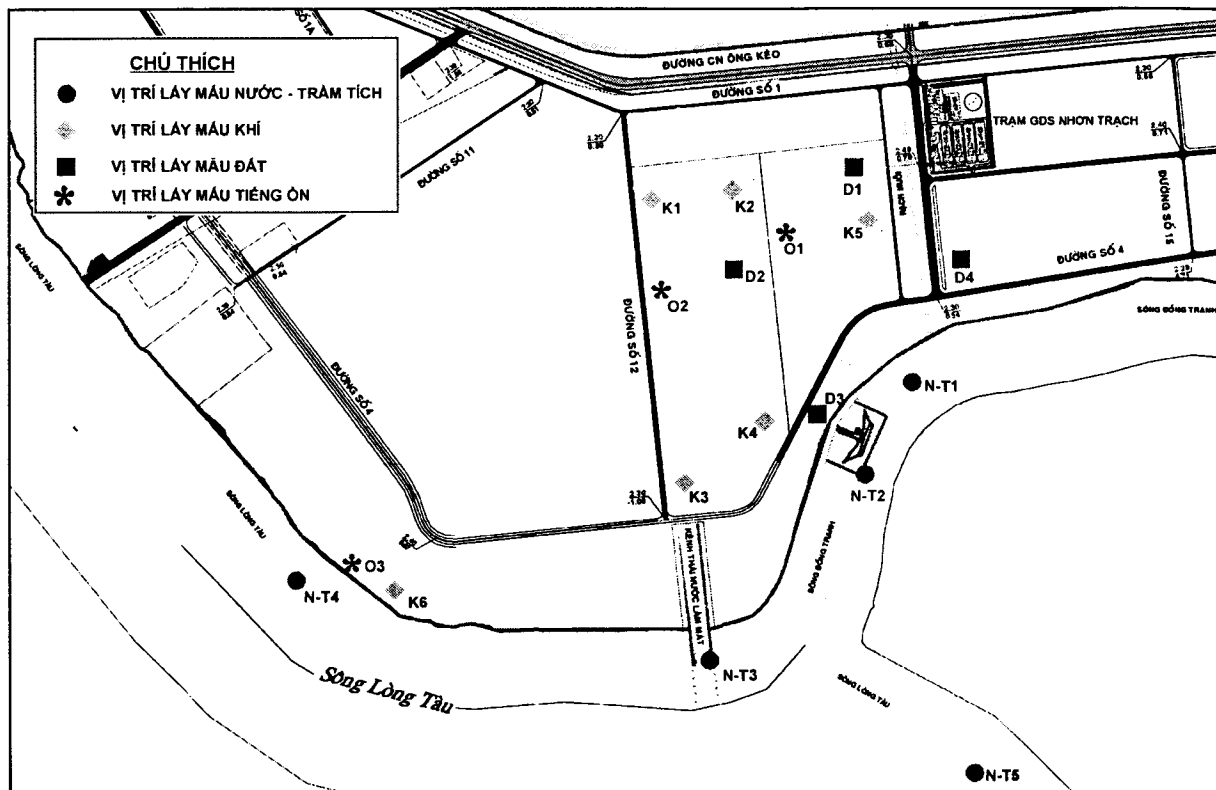 CHÚ THÍCH
VỊ TRÍ LẤY MẪU NƯỚC - TRẦM TÍCH
VỊ TRÍ LẤY MẪU KHÍ
VỊ TRÍ LẤY MẪU ĐẤT
VỊ TRÍ LẤY MẪU TIẾNG ỒN
SỐ 1A
ĐƯỜNG CN ÔNG KÈO
ĐƯỜNG SỐ 1
TRẠM GDS NHƠN TRẠCH
ĐƯỜNG SỐ 11
ĐƯỜNG SỐ 15
K1
K2
D1
K5
O1
D2
O2
D4
ĐƯỜNG SỐ 4
SÔNG LÒNG TÀU
ĐƯỜNG SỐ 12
SÔNG ĐỒNG TRANH
ĐƯỜNG SỐ 4
N-T1
D3
K4
N-T2
K3
SÔNG LÒNG TÀU
KÊNH THẢI NƯỚC LÀM MÁT
SÔNG ĐỒNG TRANH
O3
N-T4
K6
N-T3
Sông Lòng Tàu
SÔNG LÒNG TÀU
N-T5